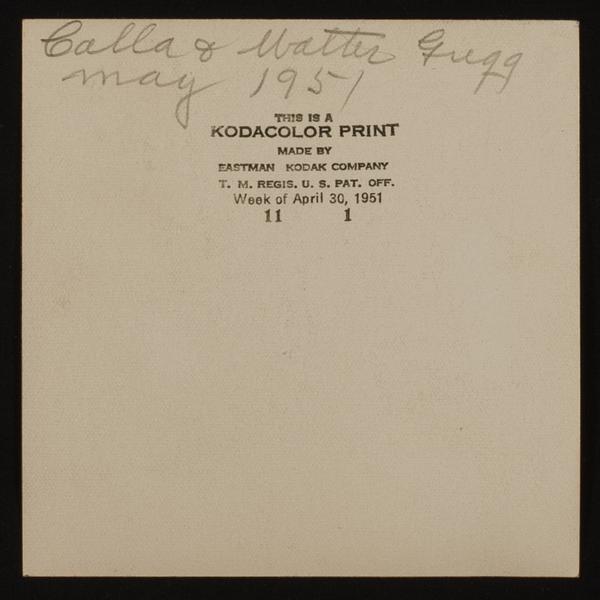 Calla & Walter Gregg
May 1951
THIS IS A
KODACOLOR PRINT
MADE BY
EASTMAN KODAK COMPANY
T. M. REGIS. U. S. PAT. OFF.
Week of April 30, 1951
11 1